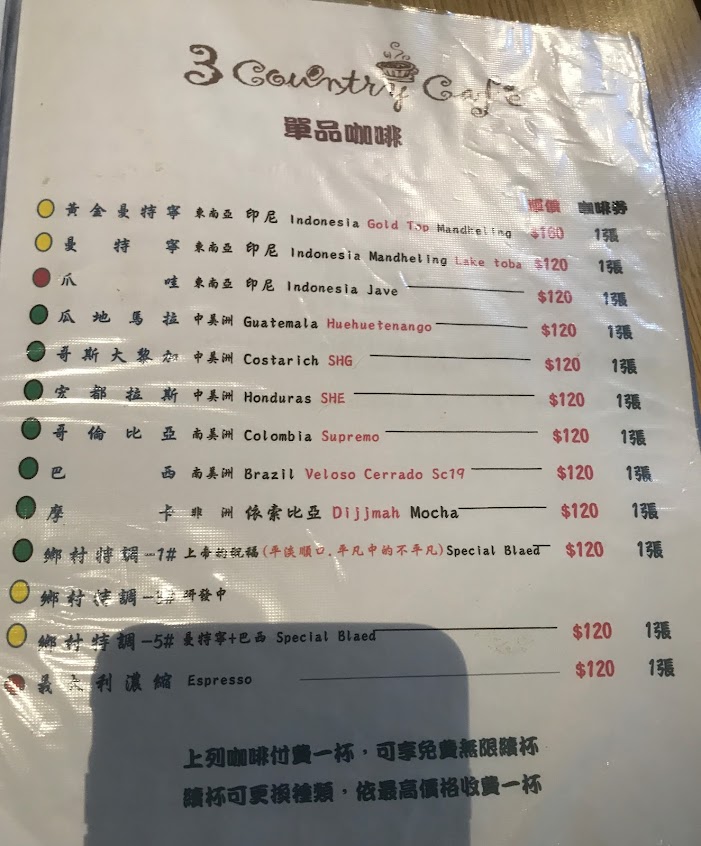 3 Country Cafe
單品咖啡
單價 咖啡券
黃金曼特寧 東南亞 印尼 Indonesia Gold Top Mandheling 1張
曼特寧 東南亞 印尼 Indonesia Mandheling Lake toba $120 1張
爪哇 東南亞 印尼 Indonesia Jave $120 1張
瓜地馬拉 中美洲 Guatemala Huehuetenango $120 1張
哥斯大黎加 中美洲 Costarich SHG $120 1張
宏都拉斯 中美洲 Honduras SHE $120 1張
哥倫比亞 南美洲 Colombia Supremo $120 1張
巴西 南美洲 Brazil Veloso Cerrado Sc19 $120 1張
摩卡 非洲 依索比亞 Dijjmah Mocha $120 1張
鄉村特調-1# 上帝的祝福(平淡順口.平凡中的不平凡)Special Blaed $120 1張
鄉村特調 研發中
鄉村特調-5# 曼特寧+巴西 Special Blaed $120 1張
義大利濃縮 Espresso $120 1張
上列咖啡付費一杯，可享免費無限續杯
續杯可更換種類，依最高價格收費一杯